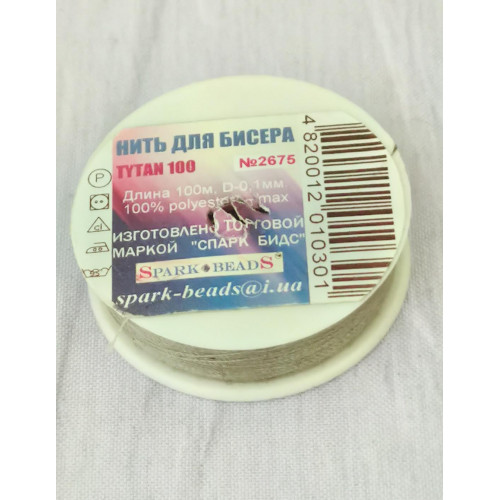 НИТЬ ДЛЯ БИСЕРА
TYTAN 100 №2675
Длина 100м, D-0,1мм
100% polyester max
ИЗГОТОВЛЕНО ТОРГОВОЙ
МАРКОЙ "СПАРК БИДС"
SPARK BEADS
spark-beads@i.ua
4 820012 010301
P